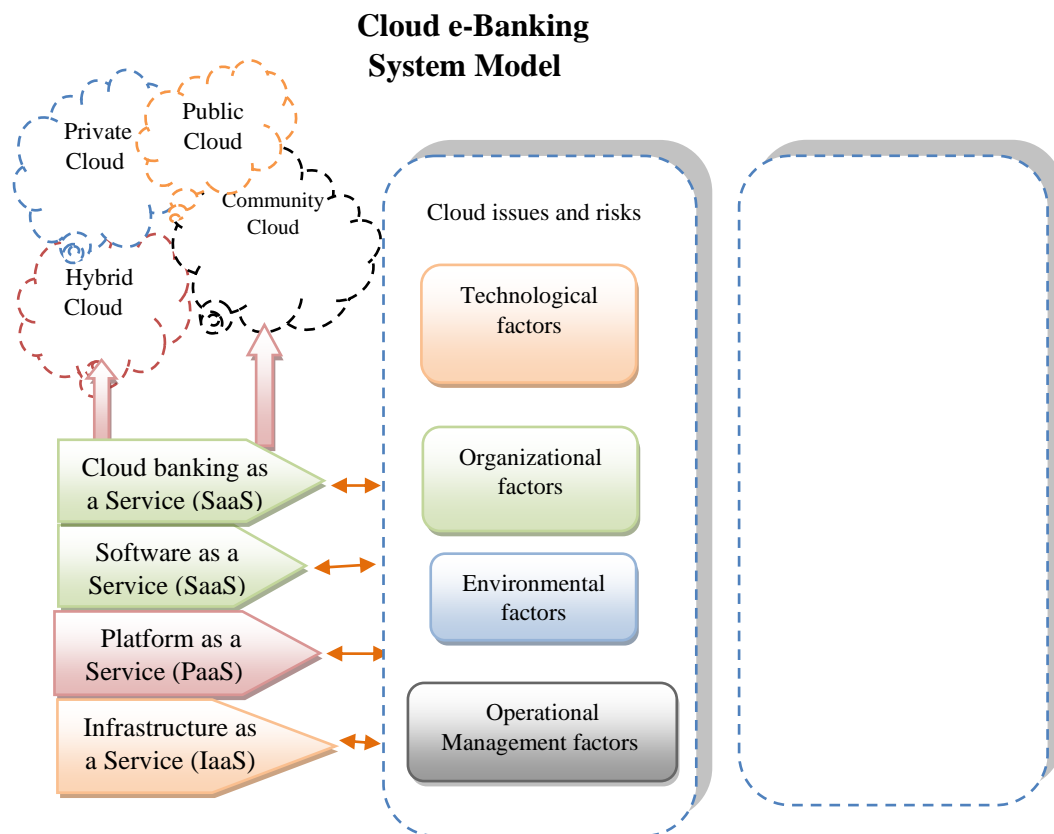 Cloud e-Banking
System Model
Public
Cloud
Private
Cloud
Community
Cloud
Hybrid
Cloud
Cloud issues and risks
Technological
factors
Organizational
factors
Environmental
factors
Operational
Management factors
Cloud banking as
a Service (SaaS)
Software as a
Service (SaaS)
Platform as a
Service (PaaS)
Infrastructure as
a Service (IaaS)